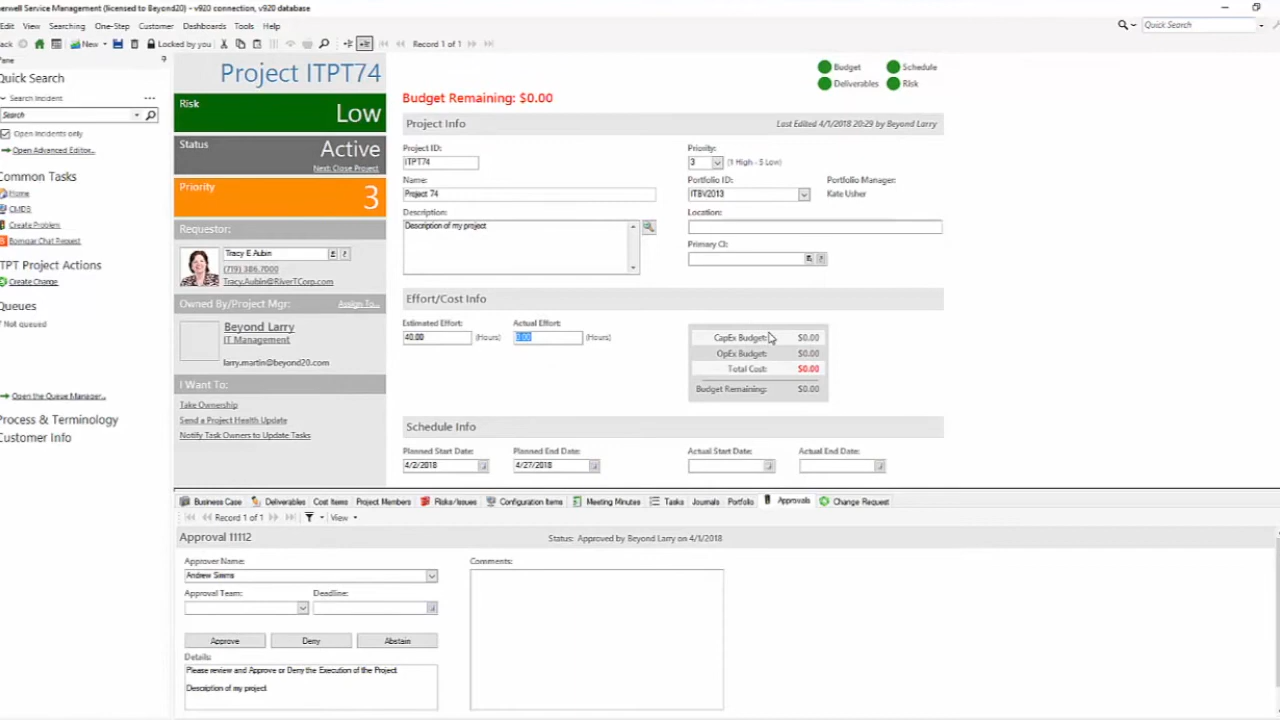 erwell Service Management (licensed to Beyond20) - v920 connection, v920 database
Edit View Searching One-Step Customer Dashboards Tools Help
Quick Search
ack New Locked by you Record 1 of 1
Pane
Quick Search
Search Incident ...
Search
Open Incidents only
Open Advanced Editor...
Common Tasks
Home
CMDB
Create Problem
Bomgar Chat Request
ITPT Project Actions
Create Change
Queues
Not queued
Open the Queue Manager...
Process & Terminology
Customer Info
Project ITPT74
Risk
Low
Status
Active
Next: Close Project
Priority
3
Requestor:
Tracy E Aubin
(719) 386.7000
Tracy.Aubin@RiverTCorp.com
Owned By/Project Mgr: Assign To...
Beyond Larry
IT Management
larry.martin@beyond20.com
I Want To:
Take Ownership
Send a Project Health Update
Notify Task Owners to Update Tasks
Budget Schedule
Deliverables Risk
Budget Remaining: $0.00
Project Info Last Edited 4/1/2018 20:29 by Beyond Larry
Project ID: Priority:
ITPT74 3 (1 High - 5 Low)
Name: Portfolio ID: Portfolio Manager:
Project 74 ITBV2013 Kate Usher
Description: Location:
Description of my project
Primary CI:
Effort/Cost Info
Estimated Effort: Actual Effort:
40.00 (Hours) 0.00 (Hours)
CapEx Budget: $0.00
OpEx Budget: $0.00
Total Cost: $0.00
Budget Remaining: $0.00
Schedule Info
Planned Start Date: Planned End Date: Actual Start Date: Actual End Date:
4/2/2018 4/27/2018
Business Case Deliverables Cost Items Project Members Risks/Issues Configuration Items Meeting Minutes Tasks Journals Portfolio Approvals Change Request
Record 1 of 1 View
Approval 11112 Status: Approved by Beyond Larry on 4/1/2018
Approver Name: Comments:
Andrew Simms
Approval Team: Deadline:
Approve Deny Abstain
Details:
Please review and Approve or Deny the Execution of the Project.
Description of my project